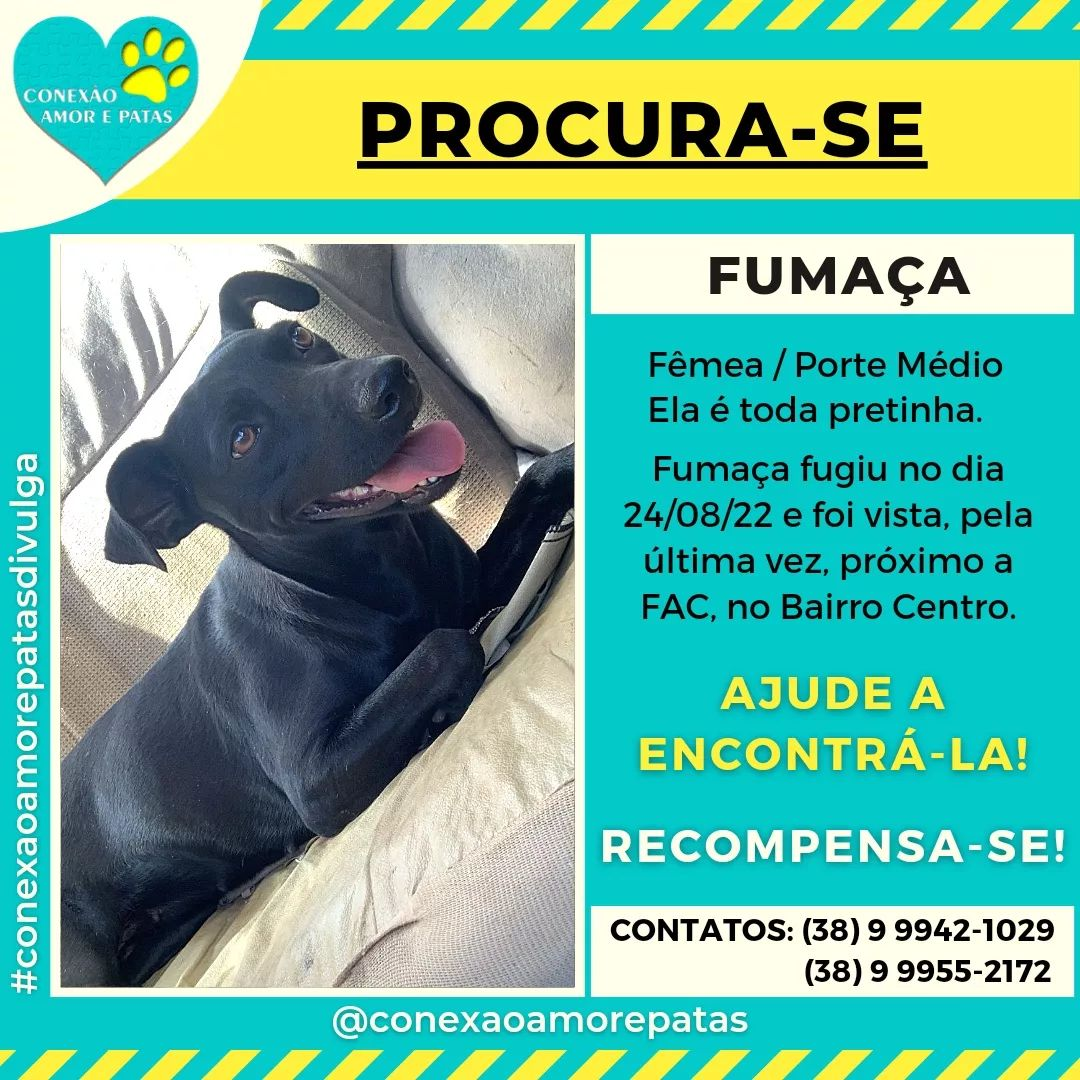 CONEXÃO
AMOR E PATAS
PROCURA-SE
FUMAÇA
Fêmea / Porte Médio
Ela é toda pretinha.
Fumaça fugiu no dia
24/08/22 e foi vista, pela
última vez, próximo a
FAC, no Bairro Centro.
AJUDE A
ENCONTRÁ-LA!
RECOMPENSA-SE!
CONTATOS: (38) 9 9942-1029
(38) 9 9955-2172
#conexaoamorepatasdivulga
@conexaoamorepatas